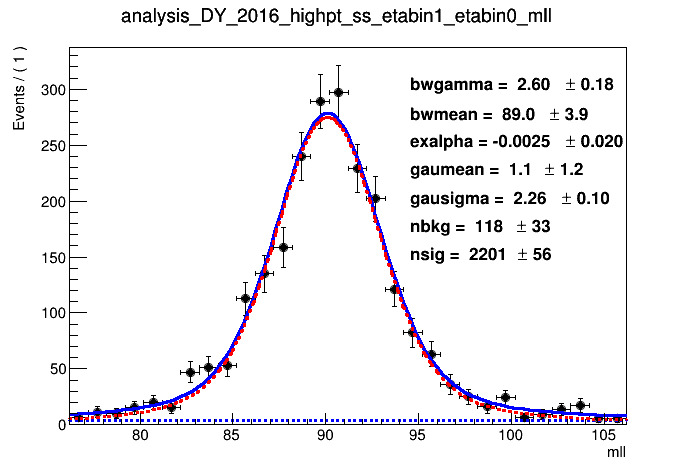 analysis_DY_2016_highpt_ss_etabin1_etabin0_mll
Events / ( 1 )
300
250
200
150
100
50
0
bwgamma = 2.60 ± 0.18
bwmean = 89.0 ± 3.9
exalpha = -0.0025 ± 0.020
gaumean = 1.1 ± 1.2
gausigma = 2.26 ± 0.10
nbkg = 118 ± 33
nsig = 2201 ± 56
80 85 90 95 100 105
mll